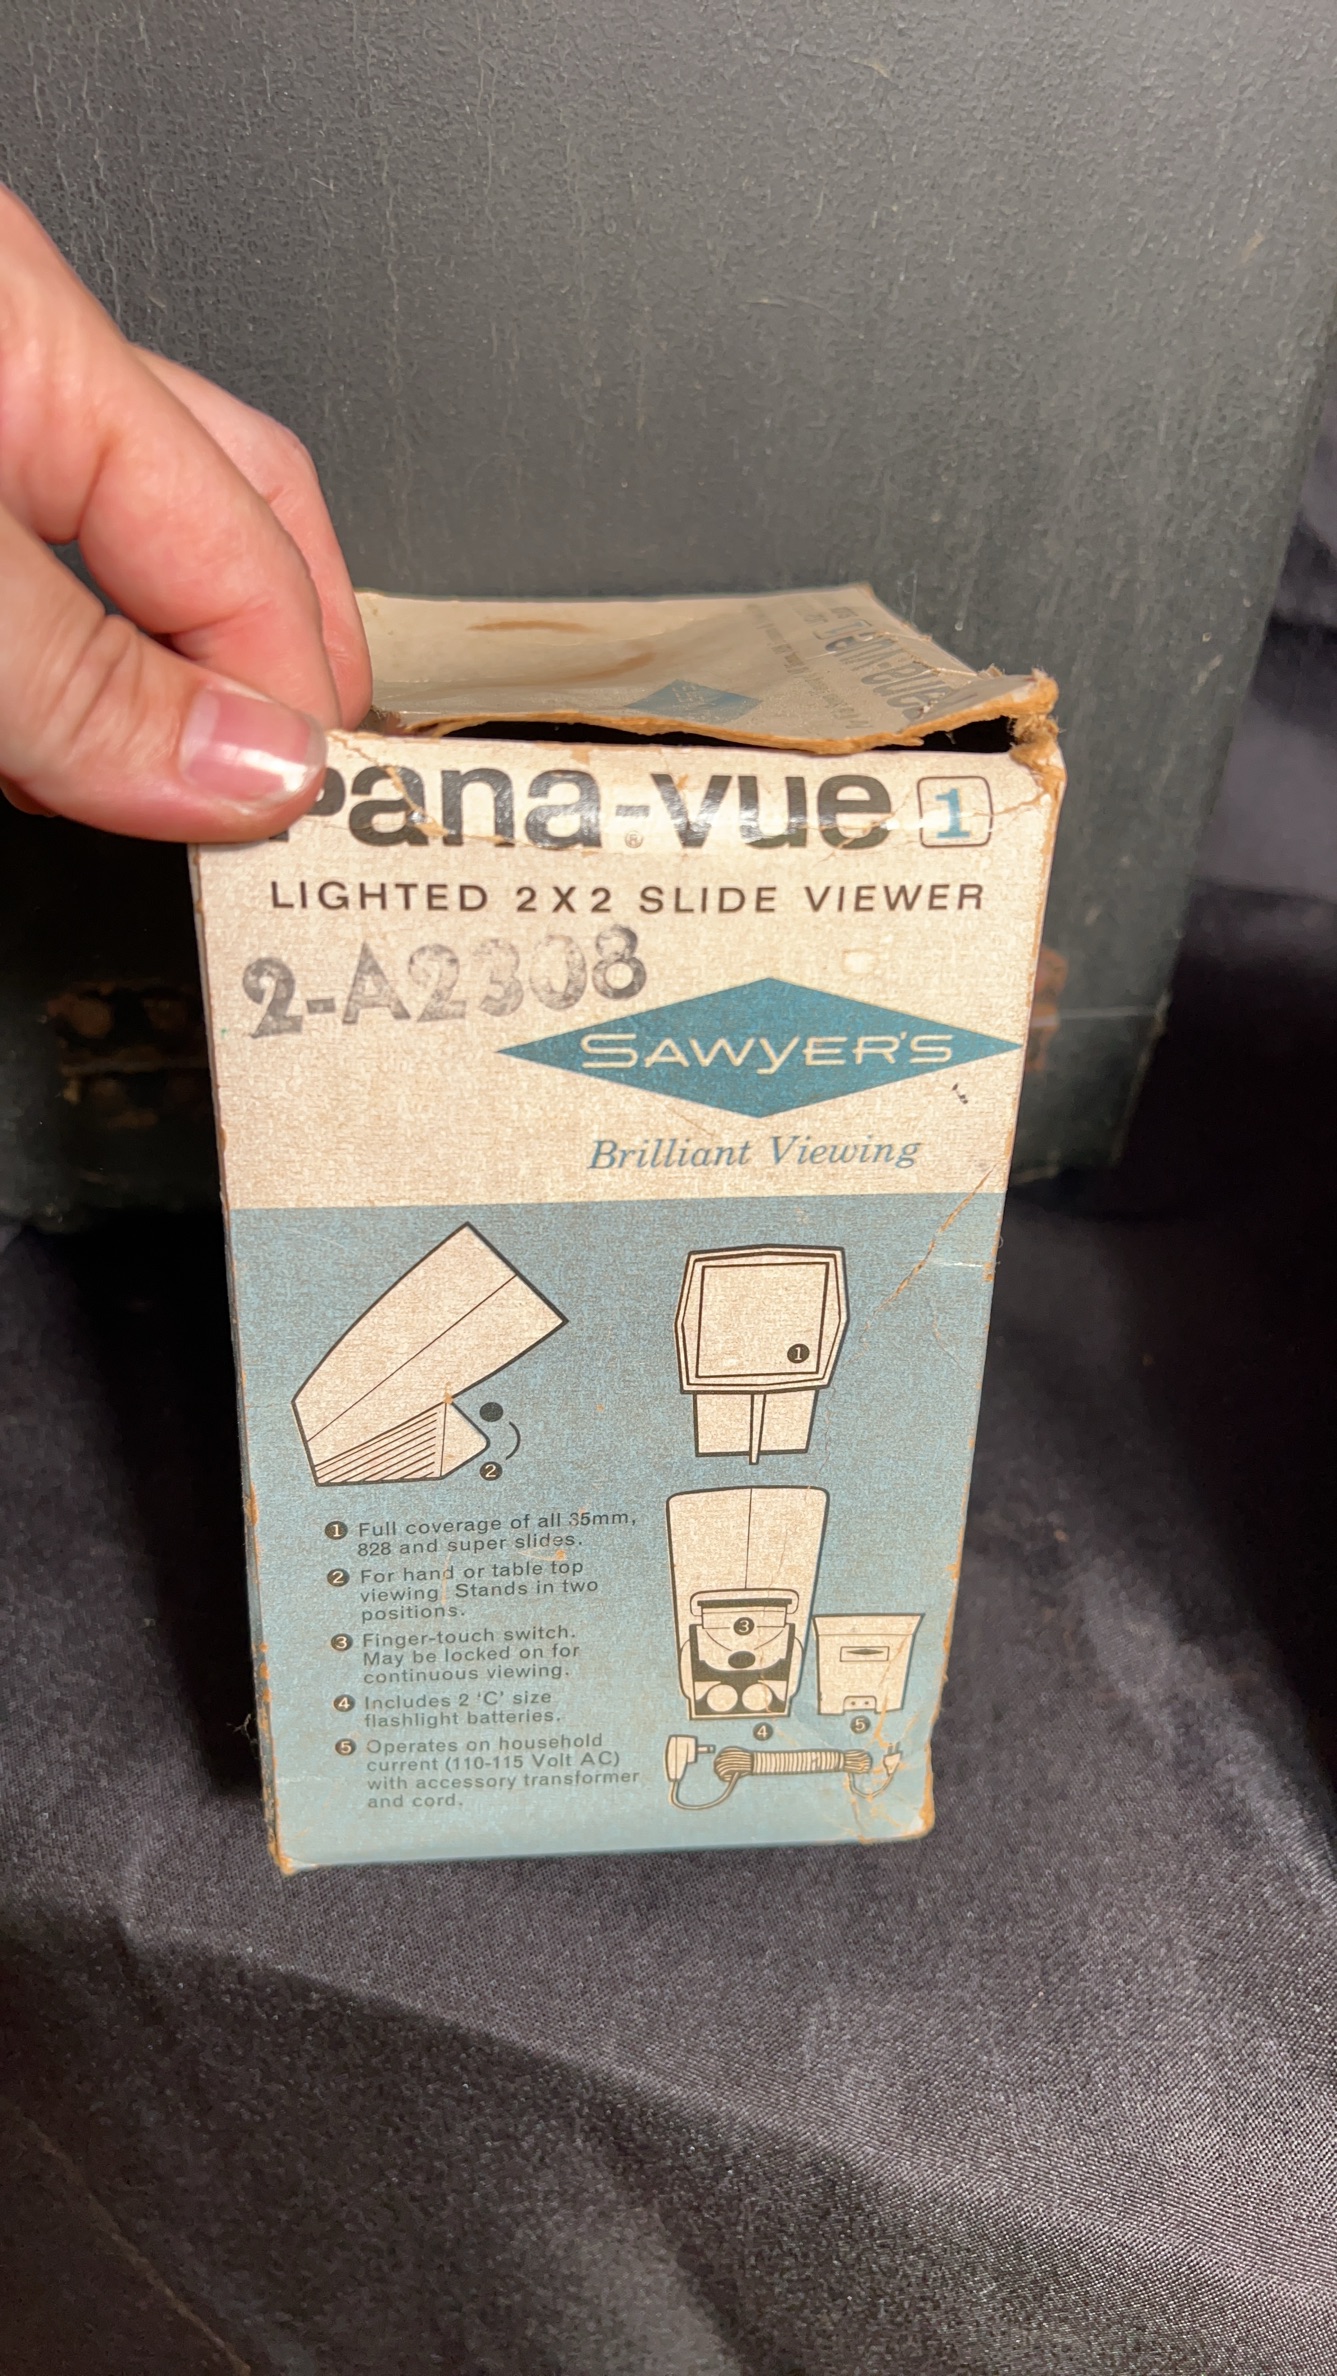 Pana-vue 1
®
LIGHTED 2X2 SLIDE VIEWER
2-A2308
SAWYER'S
Brilliant Viewing
1
2
1 Full coverage of all 35mm,
828 and super slides.
2 For hand or table top
viewing. Stands in two
positions.
3 Finger-touch switch.
May be locked on for
continuous viewing.
4 Includes 2 'C' size
flashlight batteries.
5 Operates on household
current (110-115 Volt AC)
with accessory transformer
and cord.
3
4
5